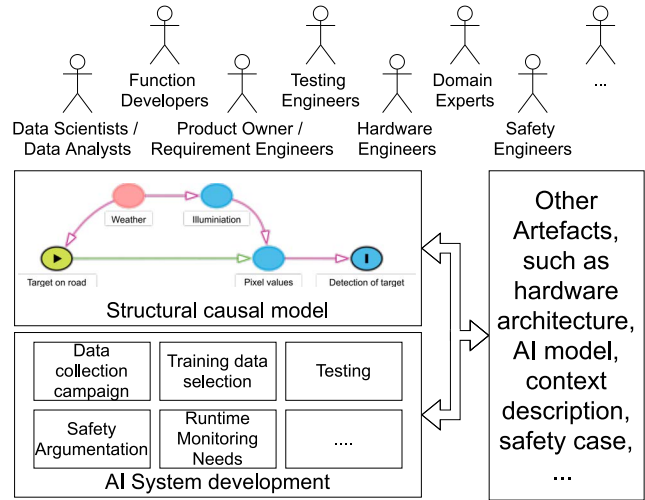 Function
Developers
Testing
Engineers
Domain
Experts
...
Data Scientists /
Data Analysts
Product Owner /
Requirement Engineers
Hardware
Engineers
Safety
Engineers
Weather
Illuminiation
Target on road
Pixel values
Detection of target
Structural causal model
Data
collection
campaign
Training data
selection
Testing
Safety
Argumentation
Runtime
Monitoring
Needs
....
AI System development
Other
Artefacts,
such as
hardware
architecture,
AI model,
context
description,
safety case,
...